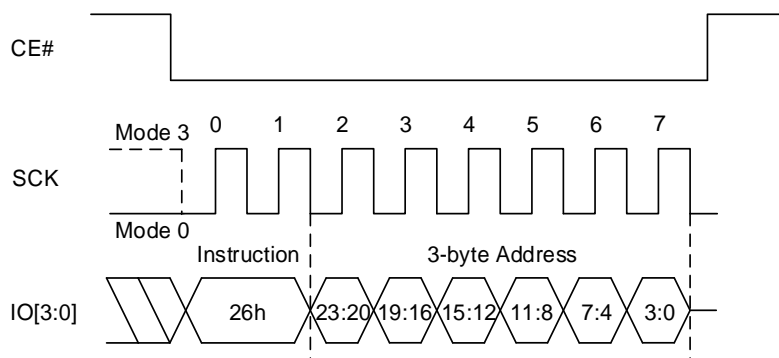 CE#
Mode 3
0 1 2 3 4 5 6 7
SCK
Mode 0
Instruction 3-byte Address
IO[3:0] 26h 23:20 19:16 15:12 11:8 7:4 3:0